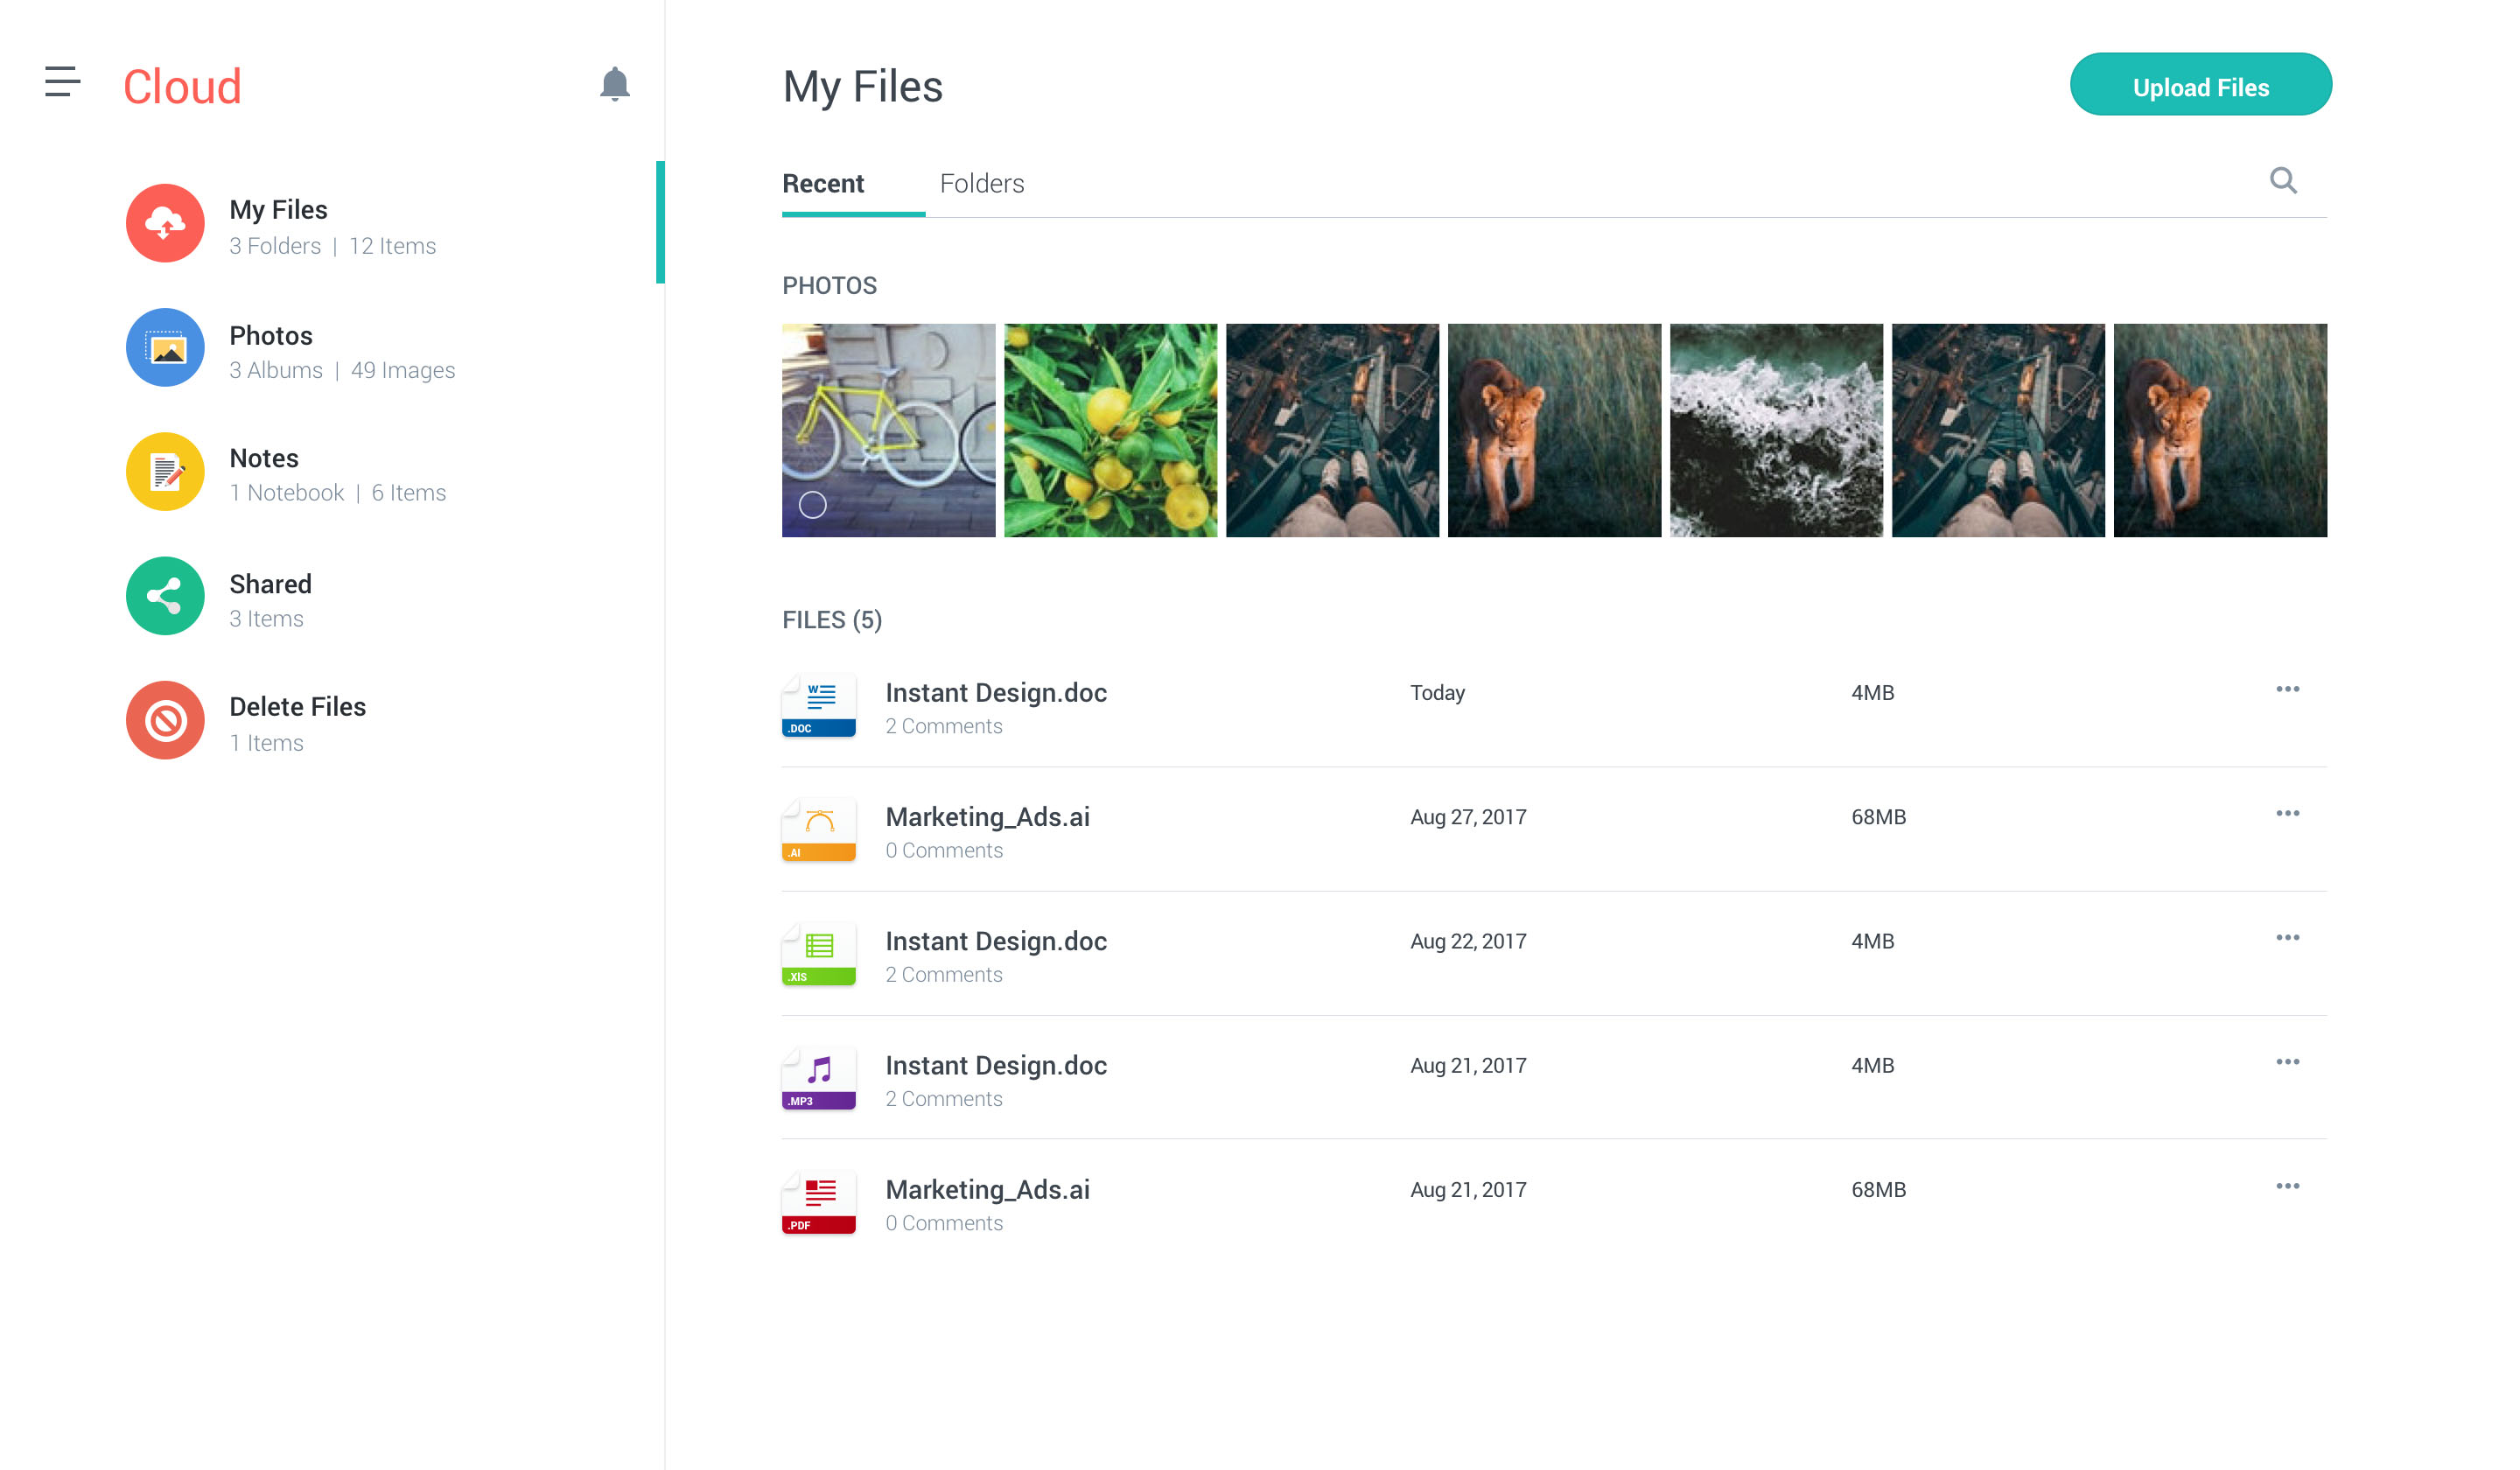 Cloud
My Files
3 Folders | 12 Items
Photos
3 Albums | 49 Images
Notes
1 Notebook | 6 Items
Shared
3 Items
Delete Files
1 Items
My Files
Upload Files
Recent Folders
PHOTOS
FILES (5)
W
.DOC
Instant Design.doc
2 Comments
Today
4MB
.AI
Marketing_Ads.ai
0 Comments
Aug 27, 2017
68MB
.XIS
Instant Design.doc
2 Comments
Aug 22, 2017
4MB
.MP3
Instant Design.doc
2 Comments
Aug 21, 2017
4MB
.PDF
Marketing_Ads.ai
0 Comments
Aug 21, 2017
68MB